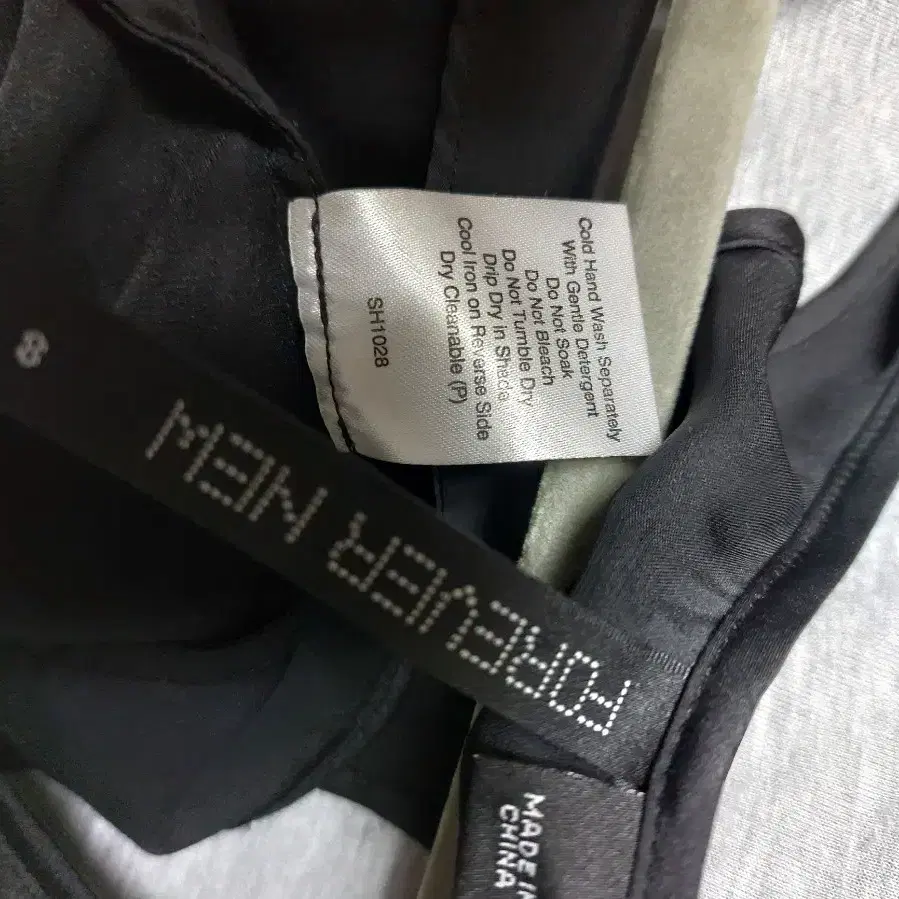 Cold Hand Wash Separately
With Gentle Detergent
Do Not Soak
Do Not Bleach
Do Not Tumble Dry
Drip Dry in Shade
Cool Iron on Reverse Side
Dry Cleanable (P)
SH1028
FOREVER NEW
8
MADE IN
CHINA